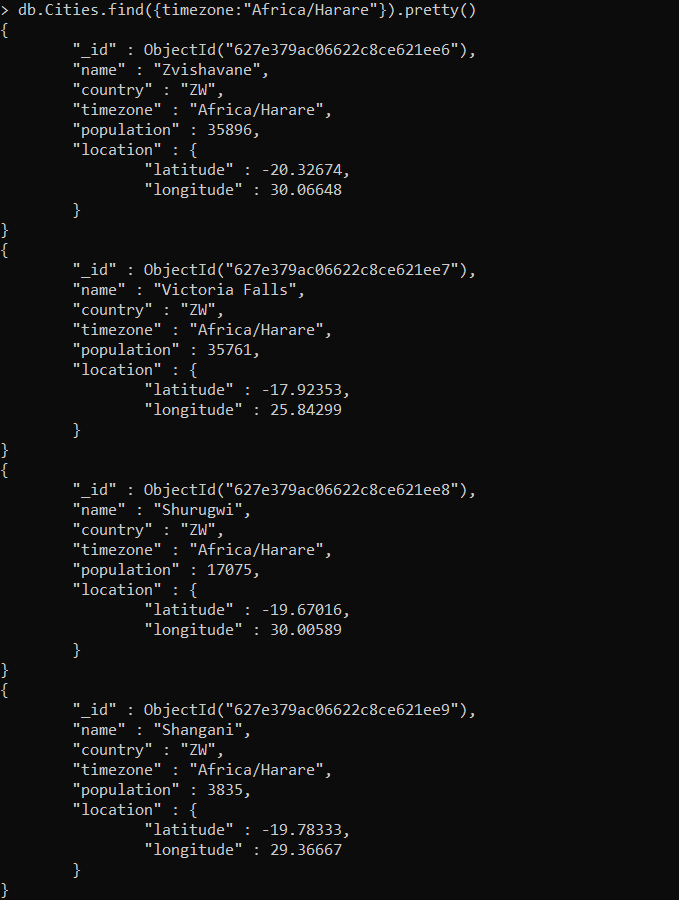 > db.Cities.find({timezone:"Africa/Harare"}).pretty()
{
        "_id" : ObjectId("627e379ac06622c8ce621ee6"),
        "name" : "Zvishavane",
        "country" : "ZW",
        "timezone" : "Africa/Harare",
        "population" : 35896,
        "location" : {
                "latitude" : -20.32674,
                "longitude" : 30.06648
        }
}
{
        "_id" : ObjectId("627e379ac06622c8ce621ee7"),
        "name" : "Victoria Falls",
        "country" : "ZW",
        "timezone" : "Africa/Harare",
        "population" : 35761,
        "location" : {
                "latitude" : -17.92353,
                "longitude" : 25.84299
        }
}
{
        "_id" : ObjectId("627e379ac06622c8ce621ee8"),
        "name" : "Shurugwi",
        "country" : "ZW",
        "timezone" : "Africa/Harare",
        "population" : 17075,
        "location" : {
                "latitude" : -19.67016,
                "longitude" : 30.00589
        }
}
{
        "_id" : ObjectId("627e379ac06622c8ce621ee9"),
        "name" : "Shangani",
        "country" : "ZW",
        "timezone" : "Africa/Harare",
        "population" : 3835,
        "location" : {
                "latitude" : -19.78333,
                "longitude" : 29.36667
        }
}